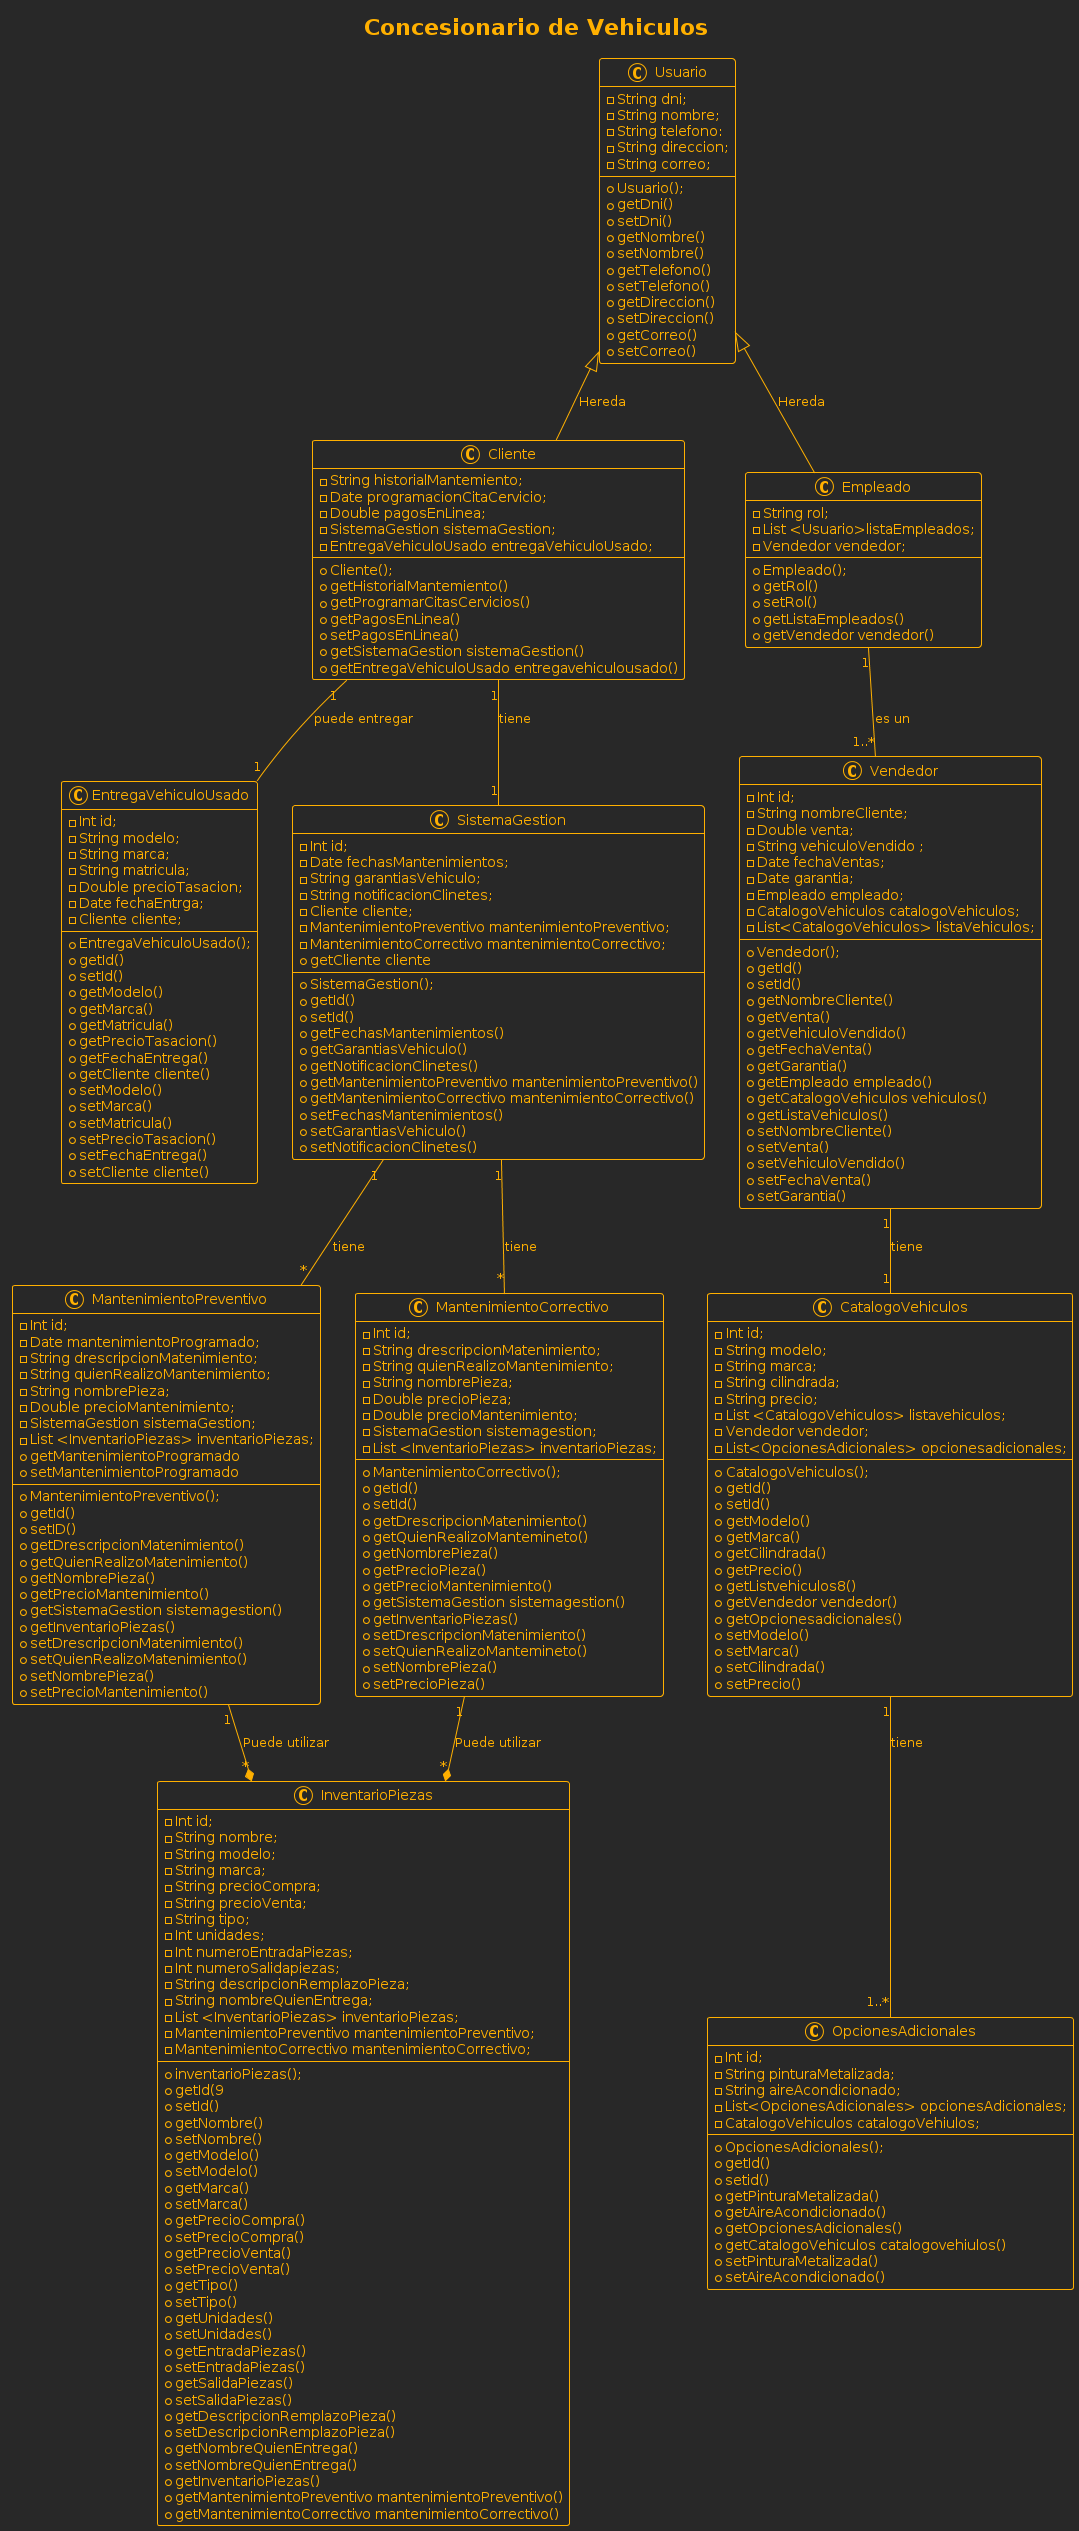 Concesionario de Vehiculos
C Usuario
String dni;
String nombre;
String telefono:
String direccion;
String correo;
Usuario();
getDni()
setDni()
getNombre()
setNombre()
getTelefono()
setTelefono()
getDireccion()
setDireccion()
getCorreo()
setCorreo()
Hereda
Hereda
C Cliente
String historialMantemiento;
Date programacionCitaCervicio;
Double pagosEnLinea;
SistemaGestion sistemaGestion;
EntregaVehiculoUsado entregaVehiculoUsado;
Cliente();
getHistorialMantemiento()
getProgramarCitasCervicios()
getPagosEnLinea()
setPagosEnLinea()
getSistemaGestion sistemaGestion()
getEntregaVehiculoUsado entregavehiculousado()
C Empleado
String rol;
List <Usuario>listaEmpleados;
Vendedor vendedor;
Empleado();
getRol()
setRol()
getListaEmpleados()
getVendedor vendedor()
1
puede entregar
1
1
tiene
1
1
es un
1..*
C EntregaVehiculoUsado
Int id;
String modelo;
String marca;
String matricula;
Double precioTasacion;
Date fechaEntrga;
Cliente cliente;
EntregaVehiculoUsado();
getId()
setId()
getModelo()
getMarca()
getMatricula()
getPrecioTasacion()
getFechaEntrega()
getCliente cliente()
setModelo()
setMarca()
setMatricula()
setPrecioTasacion()
setFechaEntrega()
setCliente cliente()
C SistemaGestion
Int id;
Date fechasMantenimientos;
String garantiasVehiculo;
String notificacionClinetes;
Cliente cliente;
MantenimientoPreventivo mantenimientoPreventivo;
MantenimientoCorrectivo mantenimientoCorrectivo;
getCliente cliente
SistemaGestion();
getId()
setId()
getFechasMantenimientos()
getGarantiasVehiculo()
getNotificacionClinetes()
getMantenimientoPreventivo mantenimientoPreventivo()
getMantenimientoCorrectivo mantenimientoCorrectivo()
setFechasMantenimientos()
setGarantiasVehiculo()
setNotificacionClinetes()
C Vendedor
Int id;
String nombreCliente;
Double venta;
String vehiculoVendido ;
Date fechaVentas;
Date garantia;
Empleado empleado;
CatalogoVehiculos catalogoVehiculos;
List<CatalogoVehiculos> listaVehiculos;
Vendedor();
getId()
setId()
getNombreCliente()
getVenta()
getVehiculoVendido()
getFechaVenta()
getGarantia()
getEmpleado empleado()
getCatalogoVehiculos vehiculos()
getListaVehiculos()
setNombreCliente()
setVenta()
setVehiculoVendido()
setFechaVenta()
setGarantia()
1
tiene
*
1
tiene
*
1
tiene
1
C MantenimientoPreventivo
Int id;
Date mantenimientoProgramado;
String drescripcionMatenimiento;
String quienRealizoMantenimiento;
String nombrePieza;
Double precioMantenimiento;
SistemaGestion sistemaGestion;
List <InventarioPiezas> inventarioPiezas;
getMantenimientoProgramado
setMantenimientoProgramado
MantenimientoPreventivo();
getId()
setID()
getDrescripcionMatenimiento()
getQuienRealizoMatenimiento()
getNombrePieza()
getPrecioMantenimiento()
getSistemaGestion sistemagestion()
getInventarioPiezas()
setDrescripcionMatenimiento()
setQuienRealizoMatenimiento()
setNombrePieza()
setPrecioMantenimiento()
C MantenimientoCorrectivo
Int id;
String drescripcionMatenimiento;
String quienRealizoMantenimiento;
String nombrePieza;
Double precioPieza;
Double precioMantenimiento;
SistemaGestion sistemagestion;
List <InventarioPiezas> inventarioPiezas;
MantenimientoCorrectivo();
getId()
setId()
getDrescripcionMatenimiento()
getQuienRealizoMantemineto()
getNombrePieza()
getPrecioPieza()
getPrecioMantenimiento()
getSistemaGestion sistemagestion()
getInventarioPiezas()
setDrescripcionMatenimiento()
setQuienRealizoMantemineto()
setNombrePieza()
setPrecioPieza()
C CatalogoVehiculos
Int id;
String modelo;
String marca;
String cilindrada;
String precio;
List <CatalogoVehiculos> listavehiculos;
Vendedor vendedor;
List<OpcionesAdicionales> opcionesadicionales;
CatalogoVehiculos();
getId()
setId()
getModelo()
getMarca()
getCilindrada()
getPrecio()
getListvehiculos8()
getVendedor vendedor()
getOpcionesadicionales()
setModelo()
setMarca()
setCilindrada()
setPrecio()
1
Puede utilizar
*
1
Puede utilizar
*
1
tiene
1..*
C InventarioPiezas
Int id;
String nombre;
String modelo;
String marca;
String precioCompra;
String precioVenta;
String tipo;
Int unidades;
Int numeroEntradaPiezas;
Int numeroSalidapiezas;
String descripcionRemplazoPieza;
String nombreQuienEntrega;
List <InventarioPiezas> inventarioPiezas;
MantenimientoPreventivo mantenimientoPreventivo;
MantenimientoCorrectivo mantenimientoCorrectivo;
inventarioPiezas();
getId(9
setId()
getNombre()
setNombre()
getModelo()
setModelo()
getMarca()
setMarca()
getPrecioCompra()
setPrecioCompra()
getPrecioVenta()
setPrecioVenta()
getTipo()
setTipo()
getUnidades()
setUnidades()
getEntradaPiezas()
setEntradaPiezas()
getSalidaPiezas()
setSalidaPiezas()
getDescripcionRemplazoPieza()
setDescripcionRemplazoPieza()
getNombreQuienEntrega()
setNombreQuienEntrega()
getInventarioPiezas()
getMantenimientoPreventivo mantenimientoPreventivo()
getMantenimientoCorrectivo mantenimientoCorrectivo()
C OpcionesAdicionales
Int id;
String pinturaMetalizada;
String aireAcondicionado;
List<OpcionesAdicionales> opcionesAdicionales;
CatalogoVehiculos catalogoVehiulos;
OpcionesAdicionales();
getId()
setid()
getPinturaMetalizada()
getAireAcondicionado()
getOpcionesAdicionales()
getCatalogoVehiculos catalogovehiulos()
setPinturaMetalizada()
setAireAcondicionado()